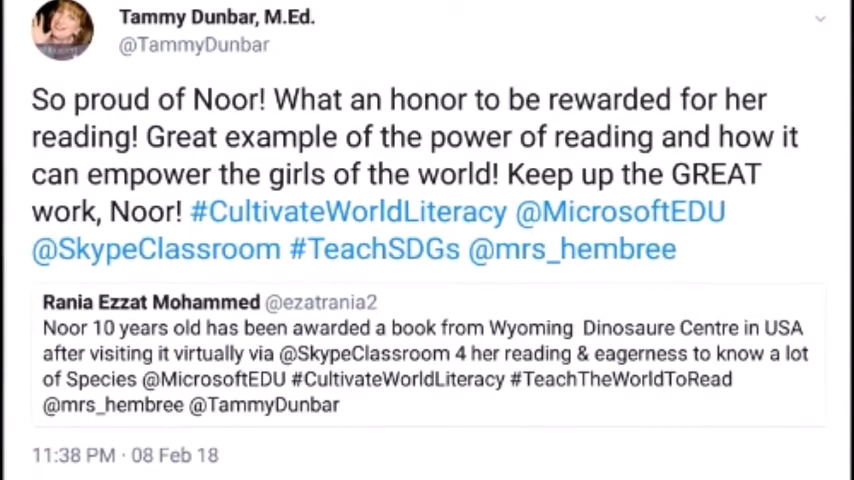 Tammy Dunbar, M.Ed.
@TammyDunbar
So proud of Noor! What an honor to be rewarded for her
reading! Great example of the power of reading and how it
can empower the girls of the world! Keep up the GREAT
work, Noor! #CultivateWorldLiteracy @MicrosoftEDU
@SkypeClassroom #TeachSDGs @mrs_hembree
Rania Ezzat Mohammed @ezatrania2
Noor 10 years old has been awarded a book from Wyoming Dinosaure Centre in USA
after visiting it virtually via @SkypeClassroom 4 her reading & eagerness to know a lot
of Species @MicrosoftEDU #CultivateWorldLiteracy #TeachTheWorldToRead
@mrs_hembree @TammyDunbar
11:38 PM · 08 Feb 18